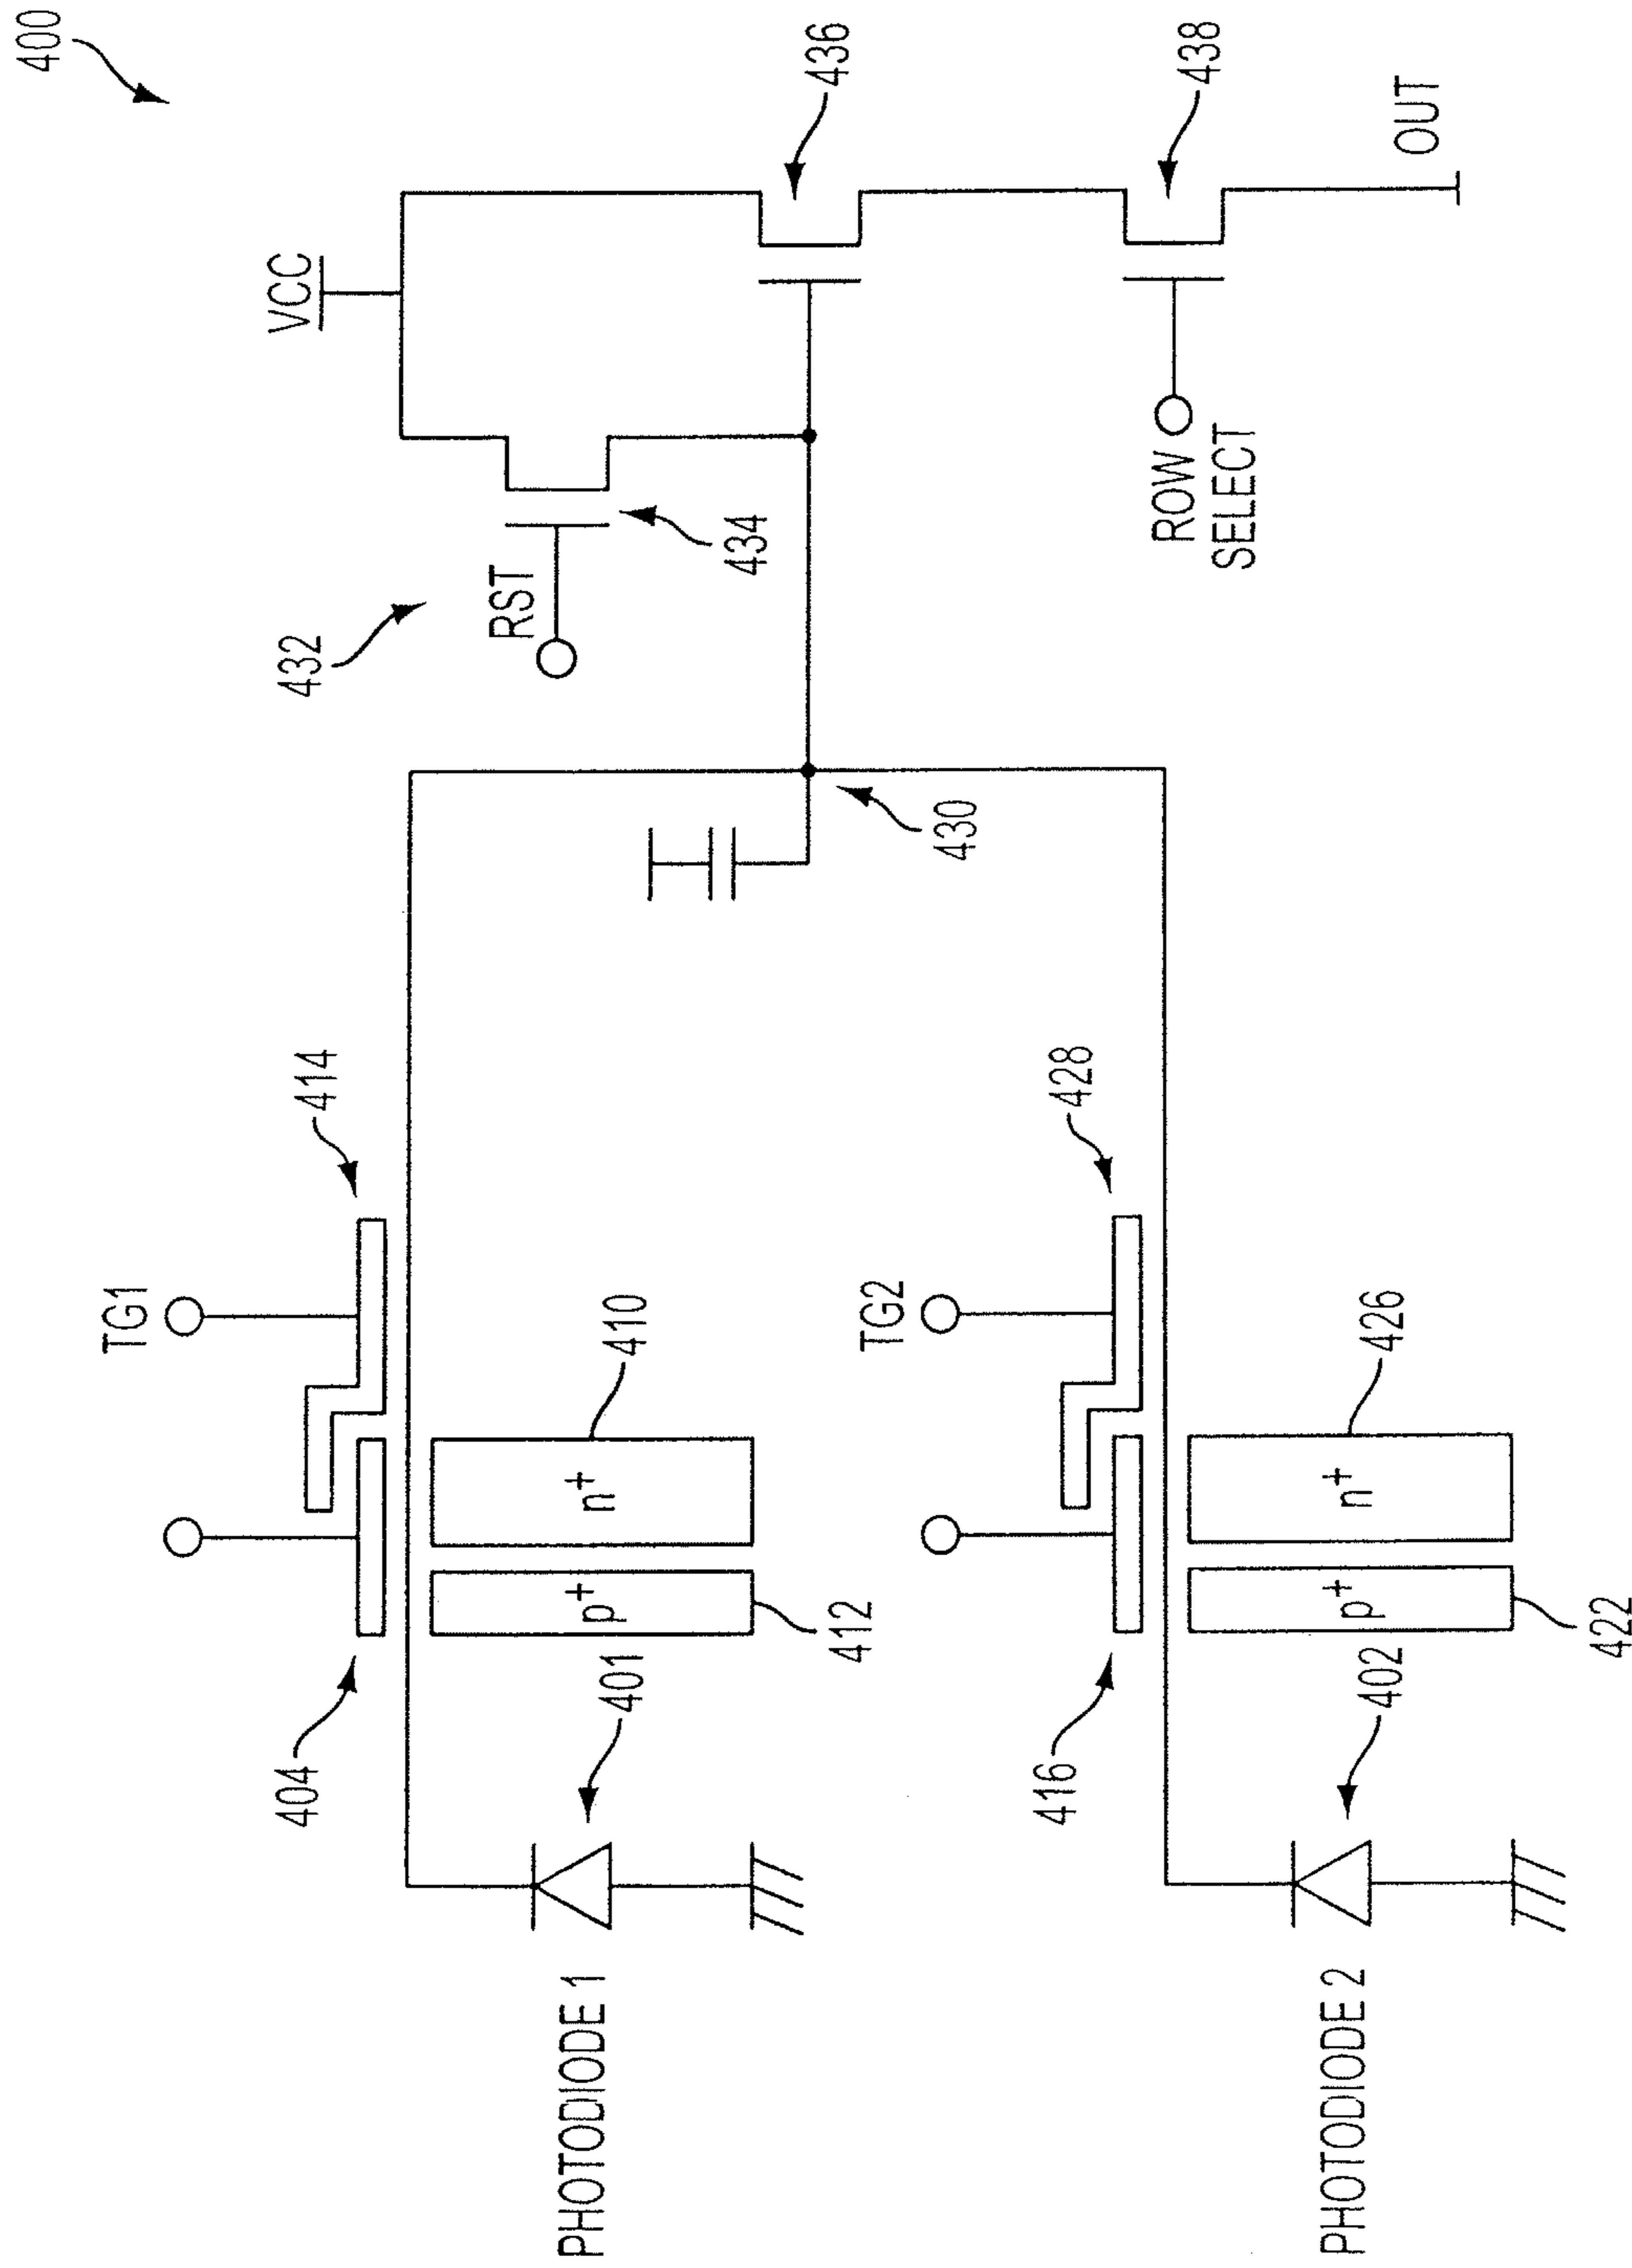 400
VCC
436
438
OUT
432
RST
434
ROW
SELECT
430
414
428
TG1
TG2
410
426
n+
n+
p+
p+
412
422
404
401
416
402
PHOTODIODE 1
PHOTODIODE 2